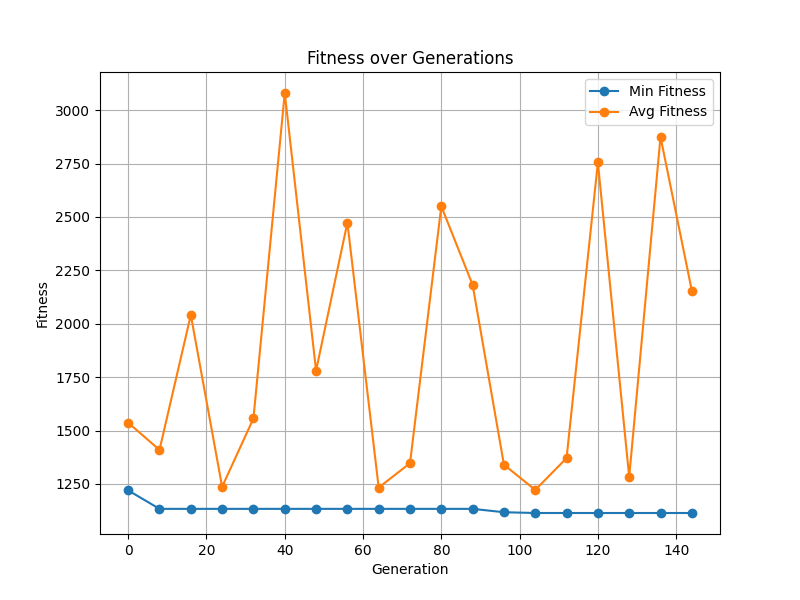 Fitness over Generations
Min Fitness
Avg Fitness
3000
2750
2500
2250
2000
1750
1500
1250
Fitness
0 20 40 60 80 100 120 140
Generation